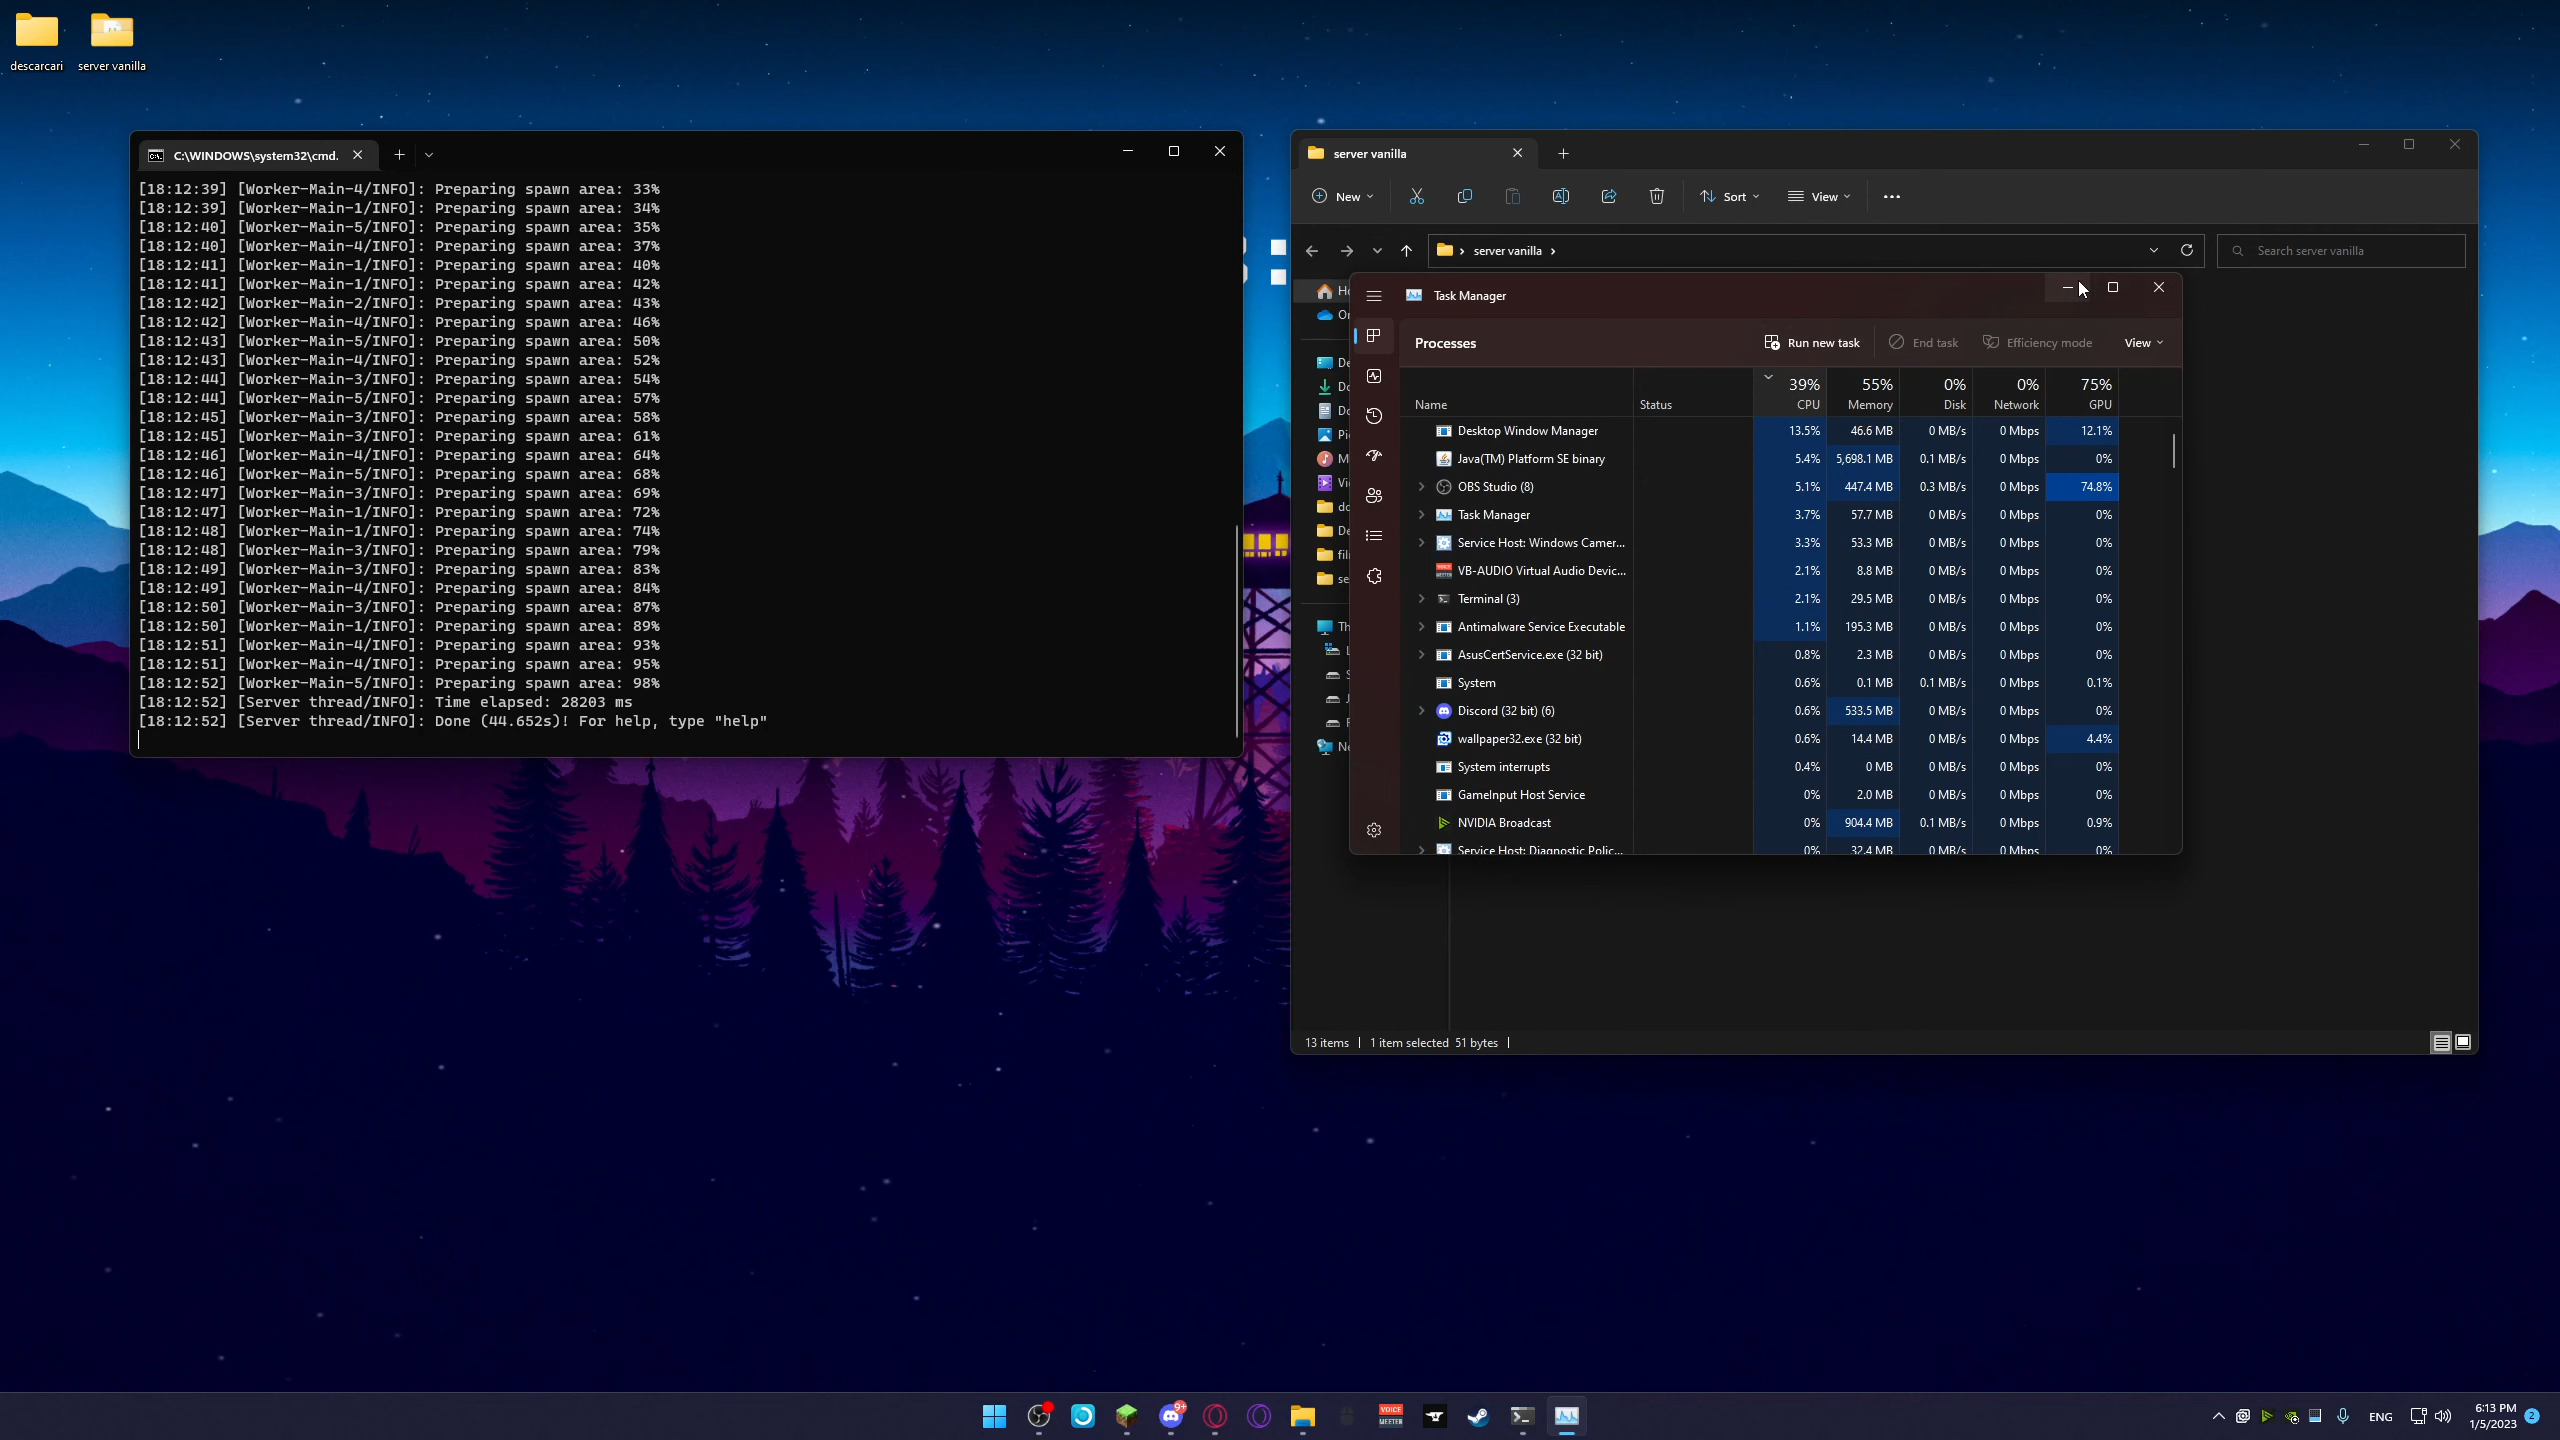 descarcari
server vanilla
C:\WINDOWS\system32\cmd.
[18:12:39] [Worker-Main-4/INFO]: Preparing spawn area: 33%
[18:12:39] [Worker-Main-1/INFO]: Preparing spawn area: 34%
[18:12:40] [Worker-Main-5/INFO]: Preparing spawn area: 35%
[18:12:40] [Worker-Main-4/INFO]: Preparing spawn area: 37%
[18:12:41] [Worker-Main-1/INFO]: Preparing spawn area: 40%
[18:12:41] [Worker-Main-1/INFO]: Preparing spawn area: 42%
[18:12:42] [Worker-Main-2/INFO]: Preparing spawn area: 43%
[18:12:42] [Worker-Main-4/INFO]: Preparing spawn area: 46%
[18:12:43] [Worker-Main-5/INFO]: Preparing spawn area: 50%
[18:12:43] [Worker-Main-4/INFO]: Preparing spawn area: 52%
[18:12:44] [Worker-Main-3/INFO]: Preparing spawn area: 54%
[18:12:44] [Worker-Main-5/INFO]: Preparing spawn area: 57%
[18:12:45] [Worker-Main-3/INFO]: Preparing spawn area: 58%
[18:12:45] [Worker-Main-3/INFO]: Preparing spawn area: 61%
[18:12:46] [Worker-Main-4/INFO]: Preparing spawn area: 64%
[18:12:46] [Worker-Main-5/INFO]: Preparing spawn area: 68%
[18:12:47] [Worker-Main-3/INFO]: Preparing spawn area: 69%
[18:12:47] [Worker-Main-1/INFO]: Preparing spawn area: 72%
[18:12:48] [Worker-Main-1/INFO]: Preparing spawn area: 74%
[18:12:48] [Worker-Main-3/INFO]: Preparing spawn area: 79%
[18:12:49] [Worker-Main-3/INFO]: Preparing spawn area: 83%
[18:12:49] [Worker-Main-4/INFO]: Preparing spawn area: 84%
[18:12:50] [Worker-Main-3/INFO]: Preparing spawn area: 87%
[18:12:50] [Worker-Main-1/INFO]: Preparing spawn area: 89%
[18:12:51] [Worker-Main-4/INFO]: Preparing spawn area: 93%
[18:12:51] [Worker-Main-4/INFO]: Preparing spawn area: 95%
[18:12:52] [Worker-Main-5/INFO]: Preparing spawn area: 98%
[18:12:52] [Server thread/INFO]: Time elapsed: 28203 ms
[18:12:52] [Server thread/INFO]: Done (44.652s)! For help, type "help"
server vanilla
New Sort View
server vanilla
Search server vanilla
Task Manager
Processes Run new task End task Efficiency mode View
39% 55% 0% 0% 75%
Name Status CPU Memory Disk Network GPU
Desktop Window Manager 13.5% 46.6 MB 0 MB/s 0 Mbps 12.1%
Java(TM) Platform SE binary 5.4% 5,698.1 MB 0.1 MB/s 0 Mbps 0%
OBS Studio (8) 5.1% 447.4 MB 0.3 MB/s 0 Mbps 74.8%
Task Manager 3.7% 57.7 MB 0 MB/s 0 Mbps 0%
Service Host: Windows Camer... 3.3% 53.3 MB 0 MB/s 0 Mbps 0%
VB-AUDIO Virtual Audio Devic... 2.1% 8.8 MB 0 MB/s 0 Mbps 0%
Terminal (3) 2.1% 29.5 MB 0 MB/s 0 Mbps 0%
Antimalware Service Executable 1.1% 195.3 MB 0 MB/s 0 Mbps 0%
AsusCertService.exe (32 bit) 0.8% 2.3 MB 0 MB/s 0 Mbps 0%
System 0.6% 0.1 MB 0.1 MB/s 0 Mbps 0.1%
Discord (32 bit) (6) 0.6% 533.5 MB 0 MB/s 0 Mbps 0%
wallpaper32.exe (32 bit) 0.6% 14.4 MB 0 MB/s 0 Mbps 4.4%
System interrupts 0.4% 0 MB 0 MB/s 0 Mbps 0%
GameInput Host Service 0% 2.0 MB 0 MB/s 0 Mbps 0%
NVIDIA Broadcast 0% 904.4 MB 0.1 MB/s 0 Mbps 0.9%
Service Host: Diagnostic Polic... 0% 32.4 MB 0 MB/s 0 Mbps 0%
13 items 1 item selected 51 bytes
9+
VOICE
MEETER
ENG
6:13 PM
1/5/2023
2